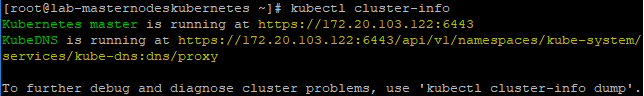 [root@lab-masternodeskubernetes ~]# kubectl cluster-info
Kubernetes master is running at https://172.20.103.122:6443
KubeDNS is running at https://172.20.103.122:6443/api/v1/namespaces/kube-system/
services/kube-dns:dns/proxy
To further debug and diagnose cluster problems, use 'kubectl cluster-info dump'.